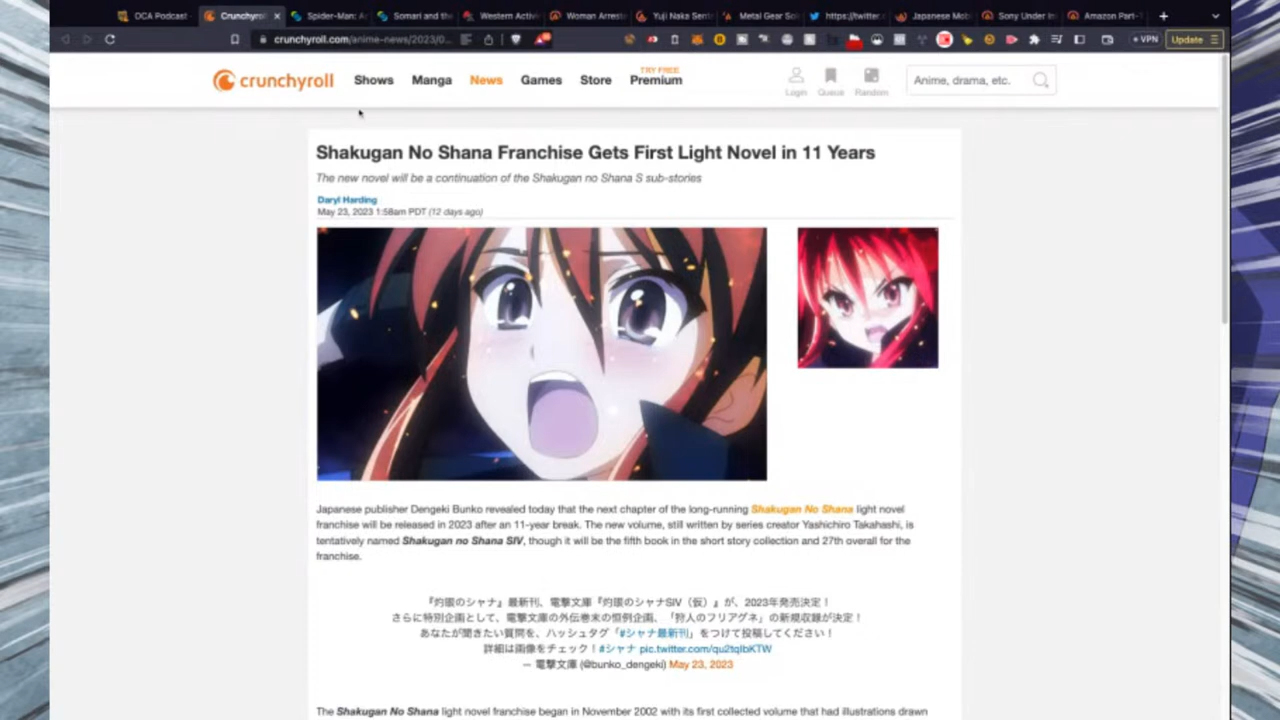 OCA Podcast
Crunchyro
Spider-Man: A
Somari and the
Western Activi
Woman Arreste
Yuji Naka Sent
Metal Gear Sol
https://twitter.
Japanese Mob
Sony Under In
Amazon Part-T
crunchyroll.com/anime-news/2023/0...
VPN
Update
crunchyroll
Shows
Manga
News
Games
Store
TRY FREE
Premium
Login
Queue
Random
Anime, drama, etc.
Shakugan No Shana Franchise Gets First Light Novel in 11 Years
The new novel will be a continuation of the Shakugan no Shana S sub-stories
Daryl Harding
May 23, 2023 1:58am PDT (12 days ago)
Japanese publisher Dengeki Bunko revealed today that the next chapter of the long-running Shakugan No Shana light novel
franchise will be released in 2023 after an 11-year break. The new volume, still written by series creator Yashichiro Takahashi, is
tentatively named Shakugan no Shana SIV, though it will be the fifth book in the short story collection and 27th overall for the
franchise.
『灼眼のシャナ』最新刊、電撃文庫『灼眼のシャナSIV（仮）』が、2023年発売決定！
さらに特別企画として、電撃文庫の外伝巻末の恒例企画、「狩人のフリアグネ」の新規収録が決定！
あなたが聞きたい質問を、ハッシュタグ「#シャナ最新刊」をつけて投稿してください！
詳細は画像をチェック！#シャナ pic.twitter.com/qu2tqIbKTW
— 電撃文庫 (@bunko_dengeki) May 23, 2023
The Shakugan No Shana light novel franchise began in November 2002 with its first collected volume that had illustrations drawn